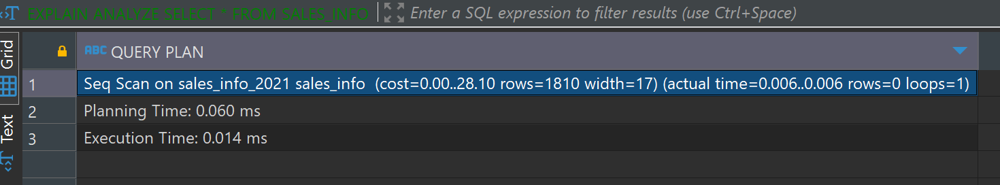 EXPLAIN ANALYZE SELECT * FROM SALES_INFO Enter a SQL expression to filter results (use Ctrl+Space)
Grid
Text
ABC QUERY PLAN
1 Seq Scan on sales_info_2021 sales_info (cost=0.00..28.10 rows=1810 width=17) (actual time=0.006..0.006 rows=0 loops=1)
2 Planning Time: 0.060 ms
3 Execution Time: 0.014 ms